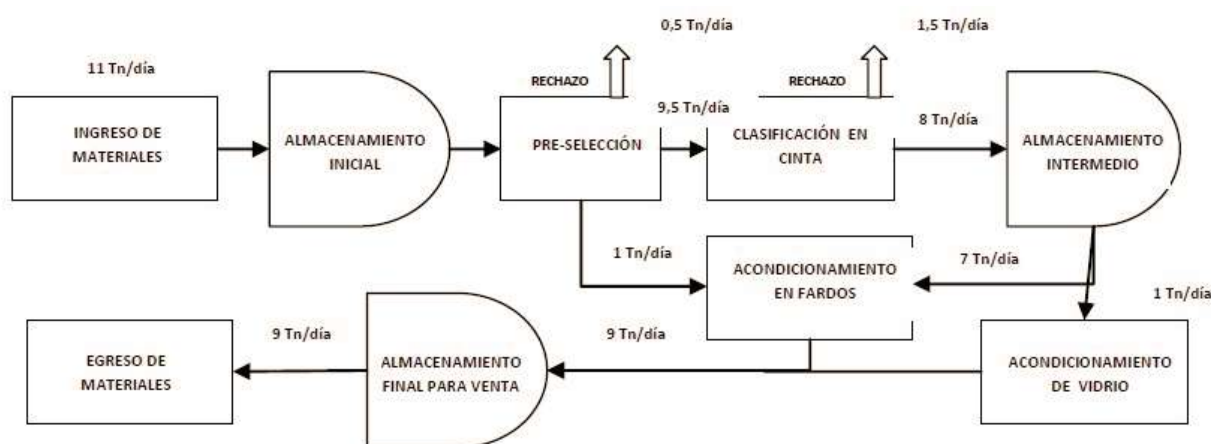 0,5 Tn/día
1,5 Tn/día
11 Tn/día
RECHAZO
RECHAZO
INGRESO DE
MATERIALES
ALMACENAMIENTO
INICIAL
PRE-SELECCIÓN
9,5 Tn/día
CLASIFICACIÓN EN
CINTA
8 Tn/día
ALMACENAMIENTO
INTERMEDIO
1 Tn/día
ACONDICIONAMIENTO
EN FARDOS
7 Tn/día
1 Tn/día
EGRESO DE
MATERIALES
9 Tn/día
ALMACENAMIENTO
FINAL PARA VENTA
9 Tn/día
ACONDICIONAMIENTO
DE VIDRIO